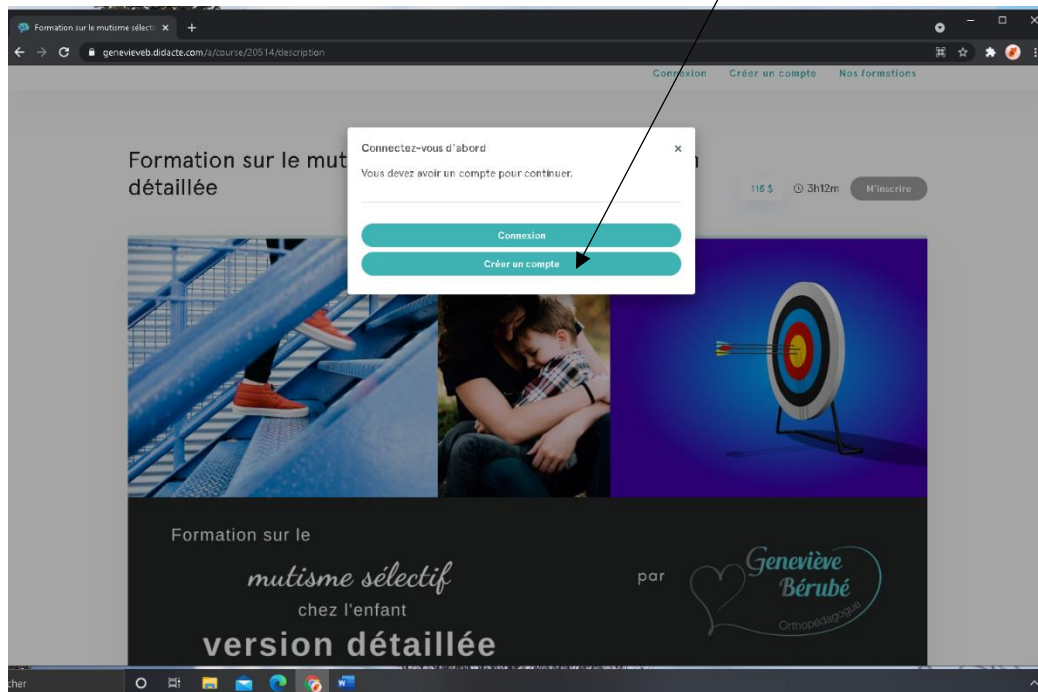 Formation sur le mutisme sélecti
genevieveb.didacte.com/a/course/20514/description
Connexion Créer un compte Nos formations
Formation sur le mut
n
détaillée
116 $ 3h12m M'inscrire
Connectez-vous d'abord
Vous devez avoir un compte pour continuer.
Connexion
Créer un compte
Formation sur le
mutisme sélectif
chez l'enfant
version détaillée
par
Geneviève
Bérubé
Orthopédagogue
cher